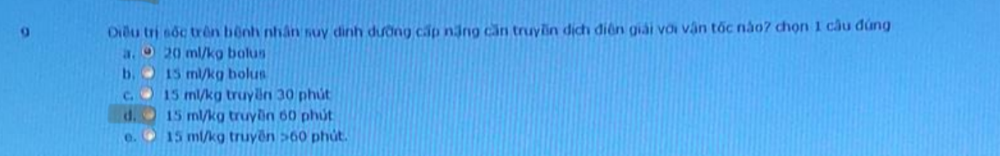 9 Điều trị sốc trên bệnh nhân suy dinh dưỡng cấp nặng cần truyền dịch điện giải với vận tốc nào? chọn 1 câu đúng
a. 20 ml/kg bolus
b. 15 ml/kg bolus
c. 15 ml/kg truyền 30 phút
d. 15 ml/kg truyền 60 phút
e. 15 ml/kg truyền >60 phút.